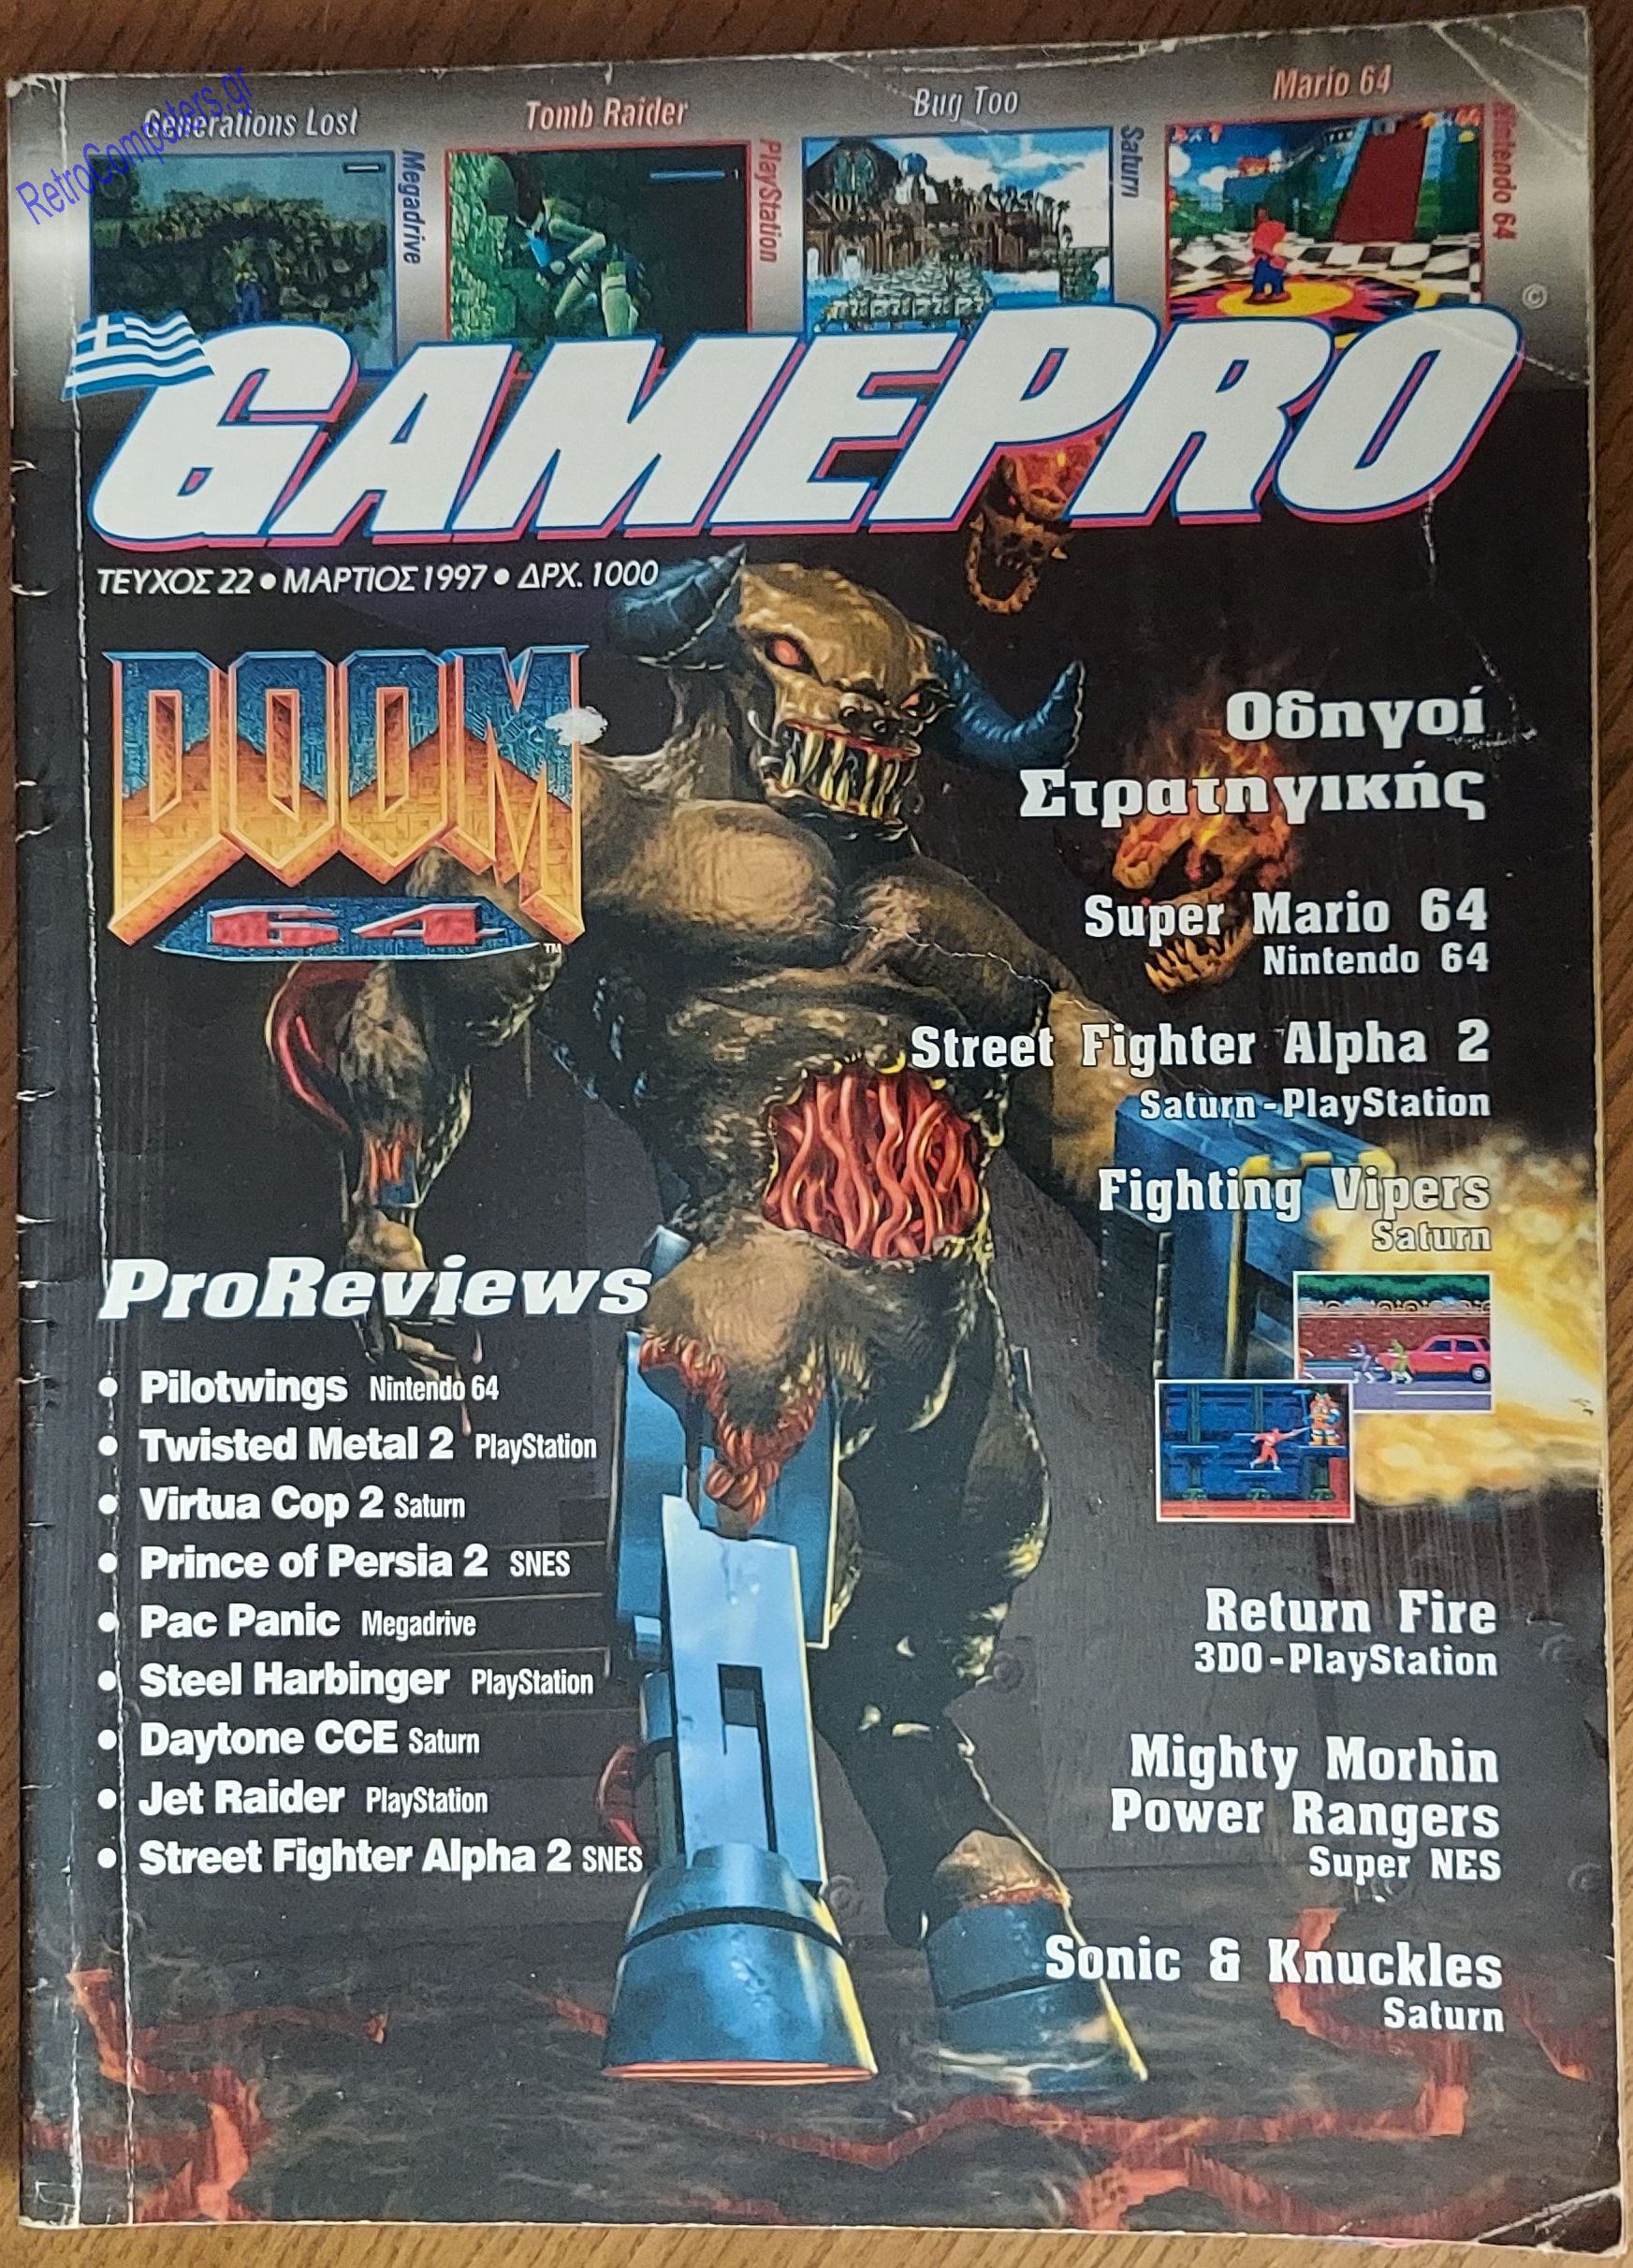 RetroComputers.gr
Generations Lost
Megadrive
Tomb Raider
PlayStation
Bug Too
Saturn
Mario 64
Nintendo 64
©
GAMEPRO
ΤΕΥΧΟΣ 22 • ΜΑΡΤΙΟΣ 1997 • ΔΡΧ. 1000
DOOM
64
TM
Οδηγοί
Στρατηγικής
Super Mario 64
Nintendo 64
Street Fighter Alpha 2
Saturn-PlayStation
Fighting Vipers
Saturn
Return Fire
3DO-PlayStation
Mighty Morhin
Power Rangers
Super NES
Sonic & Knuckles
Saturn
ProReviews
• Pilotwings Nintendo 64
• Twisted Metal 2 PlayStation
• Virtua Cop 2 Saturn
• Prince of Persia 2 SNES
• Pac Panic Megadrive
• Steel Harbinger PlayStation
• Daytone CCE Saturn
• Jet Raider PlayStation
• Street Fighter Alpha 2 SNES